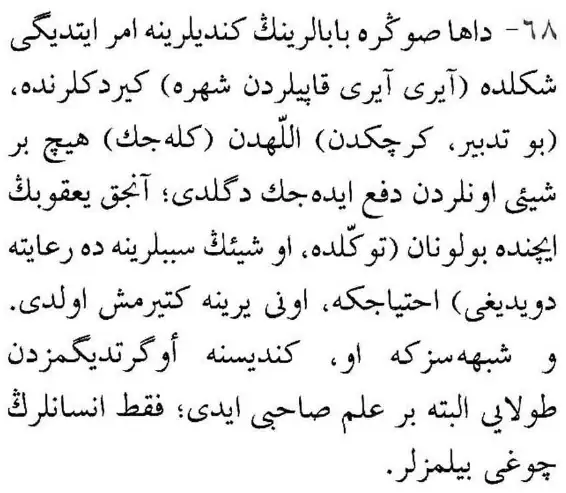 ٦٨- داها صوڭره بابالرينڭ كنديلرينه امر ايتديگى
شكلده (آيرى آيرى قاپيلردن شهره) كيردكلرنده،
(بو تدبير، كرچكدن) اللّهدن (كله‌جك) هيچ بر
شيئى اونلردن دفع ايده‌جك دگلدى؛ آنجق يعقوبڭ
ايچنده بولونان (توكّلده، او شيئڭ سببلرينه ده رعايته
دويديغى) احتياجكه، اونى يرينه كتيرمش اولدى.
و شبهه‌سزكه او، كنديسنه أوگرتديگمزدن
طولايى البته بر علم صاحبى ايدى؛ فقط انسانلرڭ
چوغى بيلمزلر.